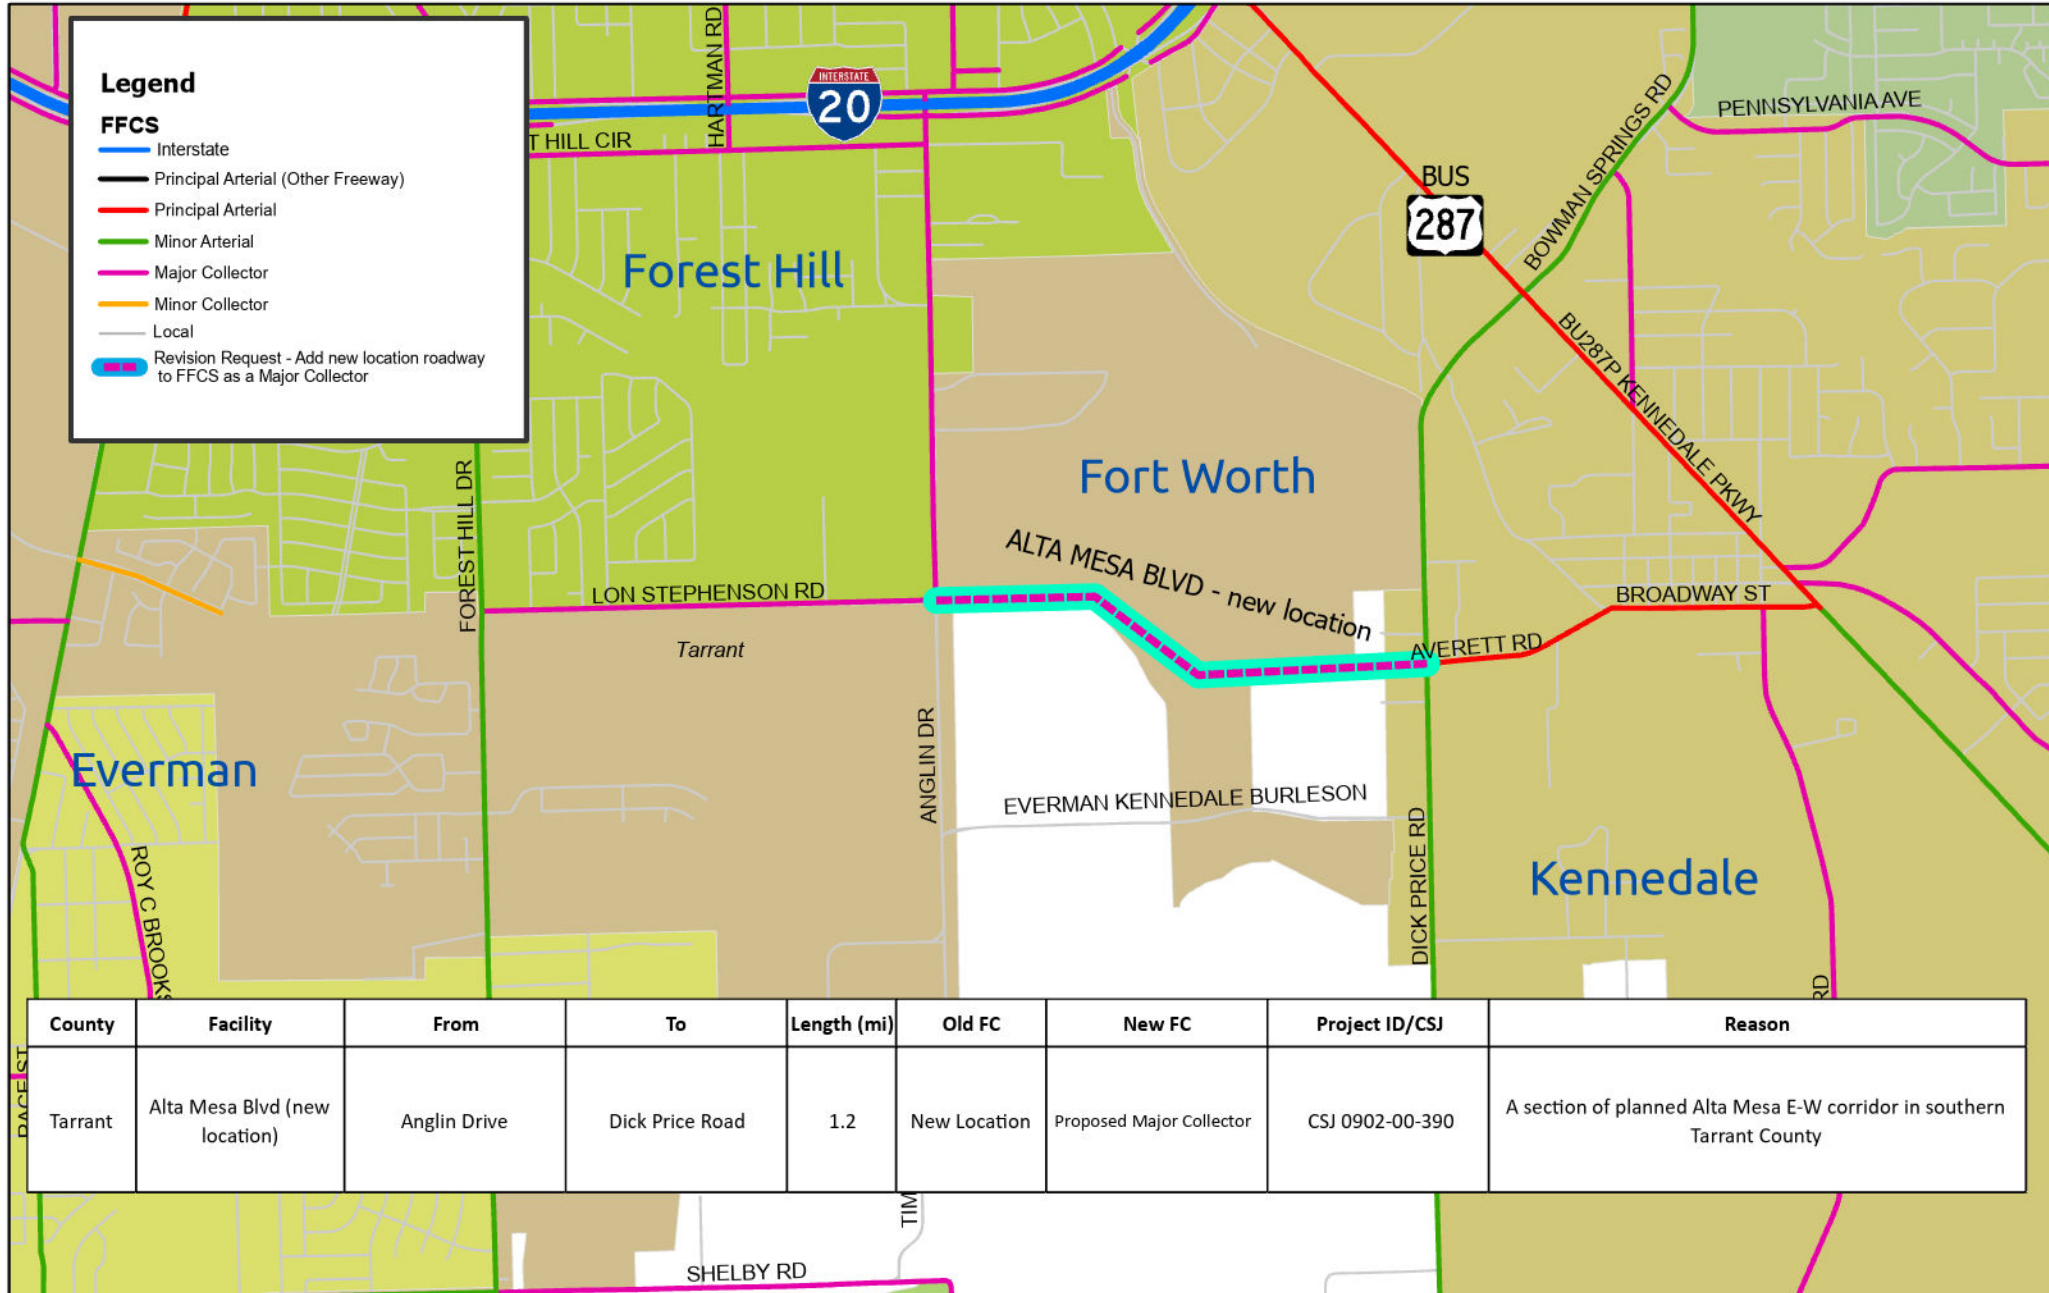 Legend
FFCS
Interstate
Principal Arterial (Other Freeway)
Principal Arterial
Minor Arterial
Major Collector
Minor Collector
Local
Revision Request - Add new location roadway
to FFCS as a Major Collector
HARTMAN RD
INTERSTATE
20
T HILL CIR
BUS
287
BOWMAN SPRINGS RD
PENNSYLVANIA AVE
Forest Hill
BU287P KENNEDALE PKWY
Fort Worth
FOREST HILL DR
ALTA MESA BLVD - new location
LON STEPHENSON RD
BROADWAY ST
AVERETT RD
Tarrant
ANGLIN DR
Everman
EVERMAN KENNEDALE BURLESON
DICK PRICE RD
Kennedale
ROY C BROOKS
RD
County Facility From To Length (mi) Old FC New FC Project ID/CSJ Reason
Tarrant Alta Mesa Blvd (new location) Anglin Drive Dick Price Road 1.2 New Location Proposed Major Collector CSJ 0902-00-390 A section of planned Alta Mesa E-W corridor in southern Tarrant County
RACE ST
TIM
SHELBY RD